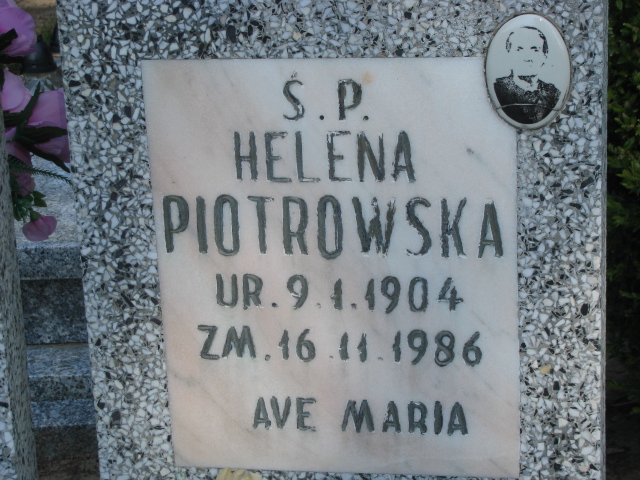 Ś.P.
HELENA
PIOTROWSKA
UR. 9.1.1904
ZM. 16.11.1986
AVE MARIA